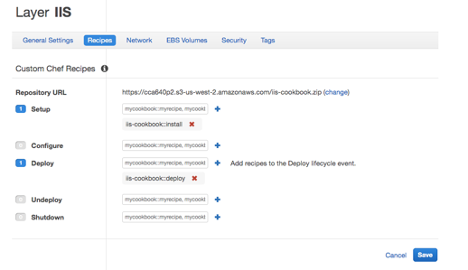 Layer IIS
General Settings Recipes Network EBS Volumes Security Tags
Custom Chef Recipes
Repository URL https://cca640p2.s3-us-west-2.amazonaws.com/iis-cookbook.zip (change)
1 Setup mycookbook::myrecipe, mycookl
iis-cookbook::install
0 Configure mycookbook::myrecipe, mycookl
1 Deploy mycookbook::myrecipe, mycookl Add recipes to the Deploy lifecycle event.
iis-cookbook::deploy
0 Undeploy mycookbook::myrecipe, mycookl
0 Shutdown mycookbook::myrecipe, mycookl
Cancel Save